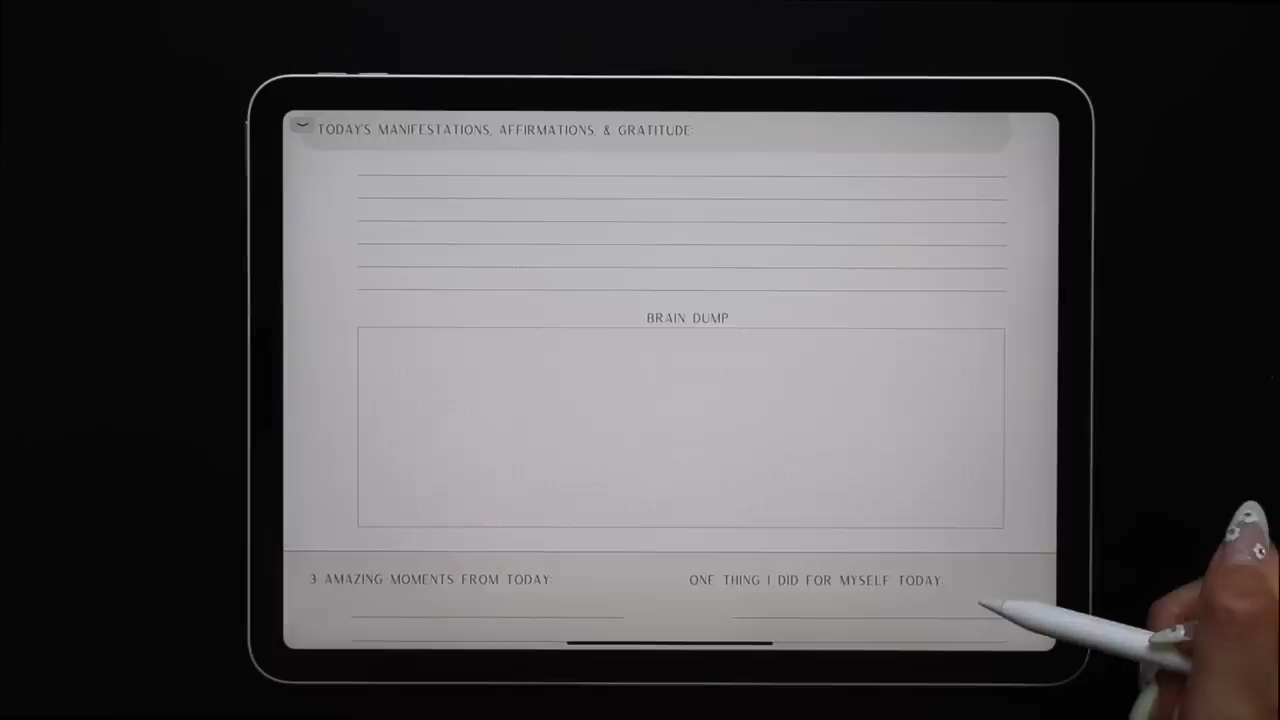 TODAY'S MANIFESTATIONS, AFFIRMATIONS, & GRATITUDE:
BRAIN DUMP
3 AMAZING MOMENTS FROM TODAY:
ONE THING I DID FOR MYSELF TODAY: